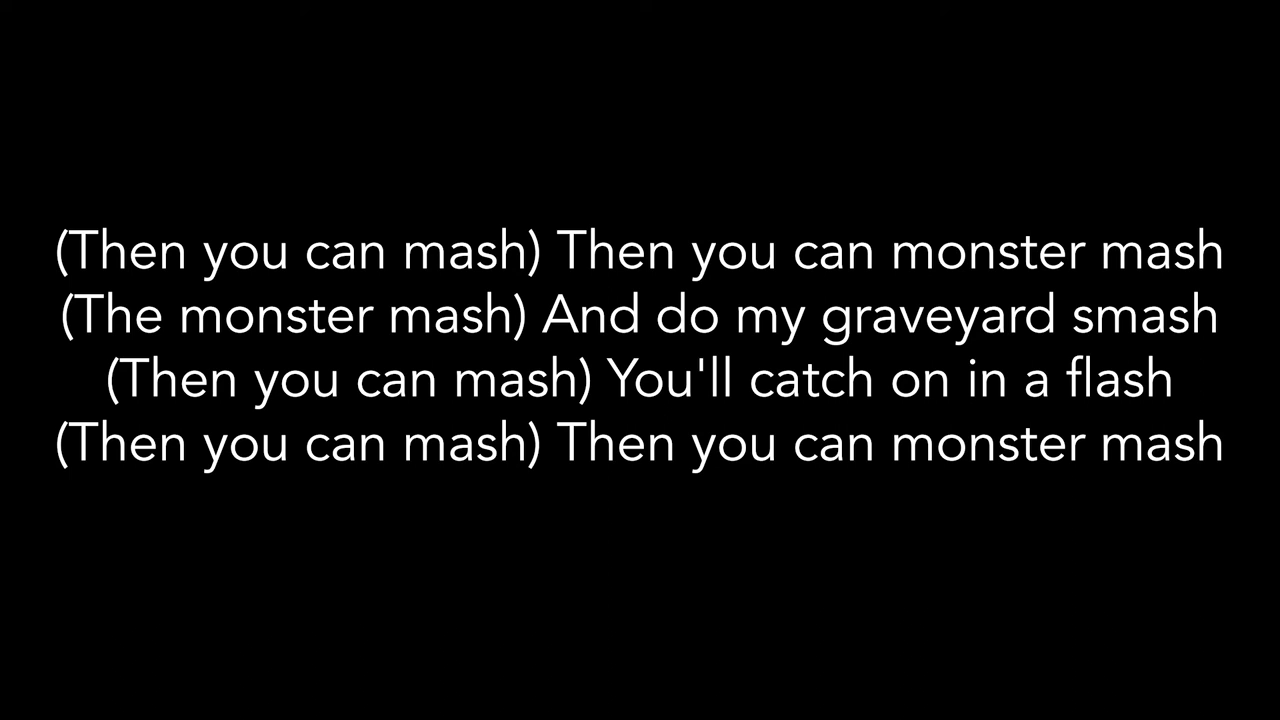 (Then you can mash) Then you can monster mash
(The monster mash) And do my graveyard smash
(Then you can mash) You'll catch on in a flash
(Then you can mash) Then you can monster mash